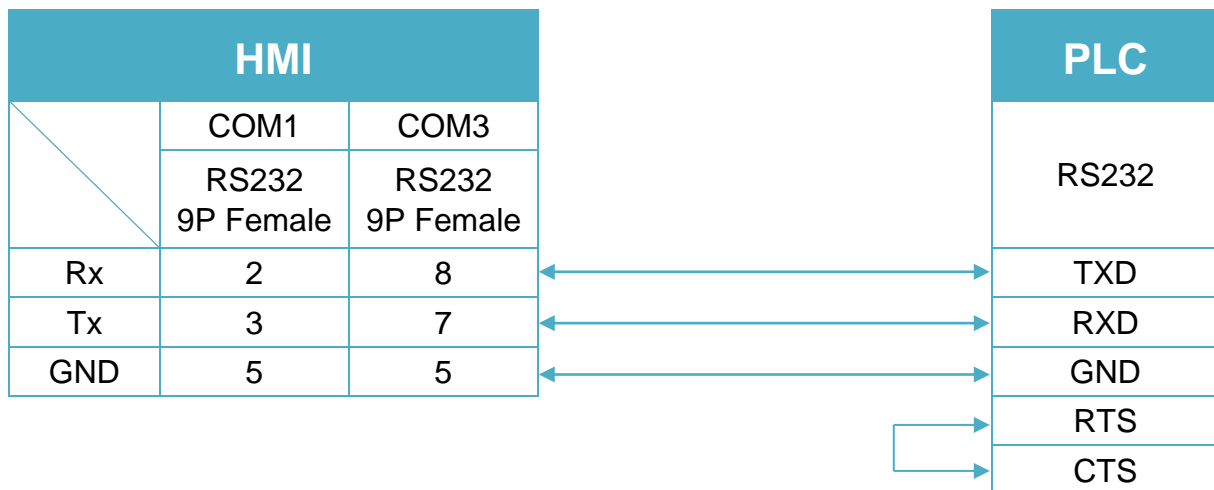 HMI PLC
COM1 COM3
RS232 RS232 RS232
9P Female 9P Female
Rx 2 8 TXD
Tx 3 7 RXD
GND 5 5 GND
RTS
CTS